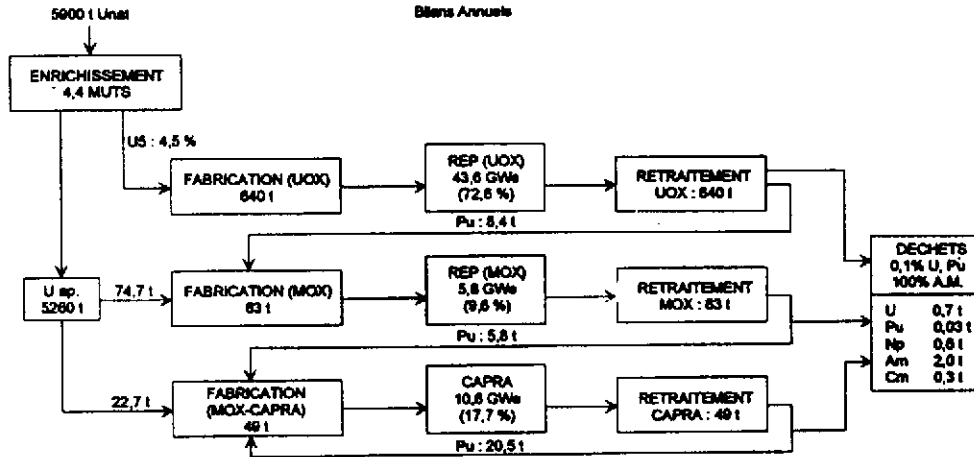 5900 t Unat
Bilans Annuels
ENRICHISSEMENT
4,4 MUTS
U5 : 4,5 %
FABRICATION (UOX)
640 t
REP (UOX)
43,6 GWe
(72,6 %)
RETRAITEMENT
UOX : 640 t
Pu : 8,4 t
U ap.
5260 t
74,7 t
FABRICATION (MOX)
83 t
REP (MOX)
5,8 GWe
(9,6 %)
RETRAITEMENT
MOX : 83 t
Pu : 5,8 t
22,7 t
FABRICATION
(MOX-CAPRA)
49 t
CAPRA
10,6 GWe
(17,7 %)
RETRAITEMENT
CAPRA : 49 t
Pu : 20,5 t
DECHETS
0,1% U, Pu
100% A.M.
U 0,7 t
Pu 0,03 t
Np 0,6 t
Am 2,0 t
Cm 0,3 t